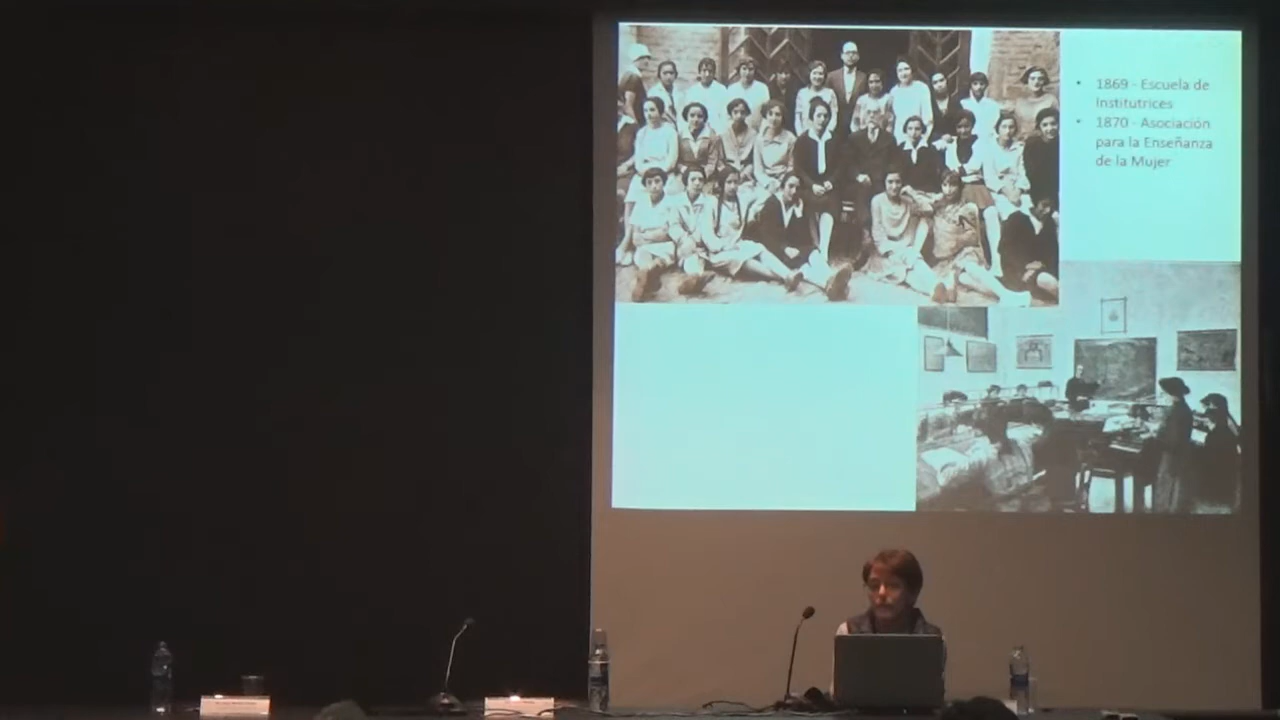 • 1869 - Escuela de
Institutrices
• 1870 - Asociación
para la Enseñanza
de la Mujer